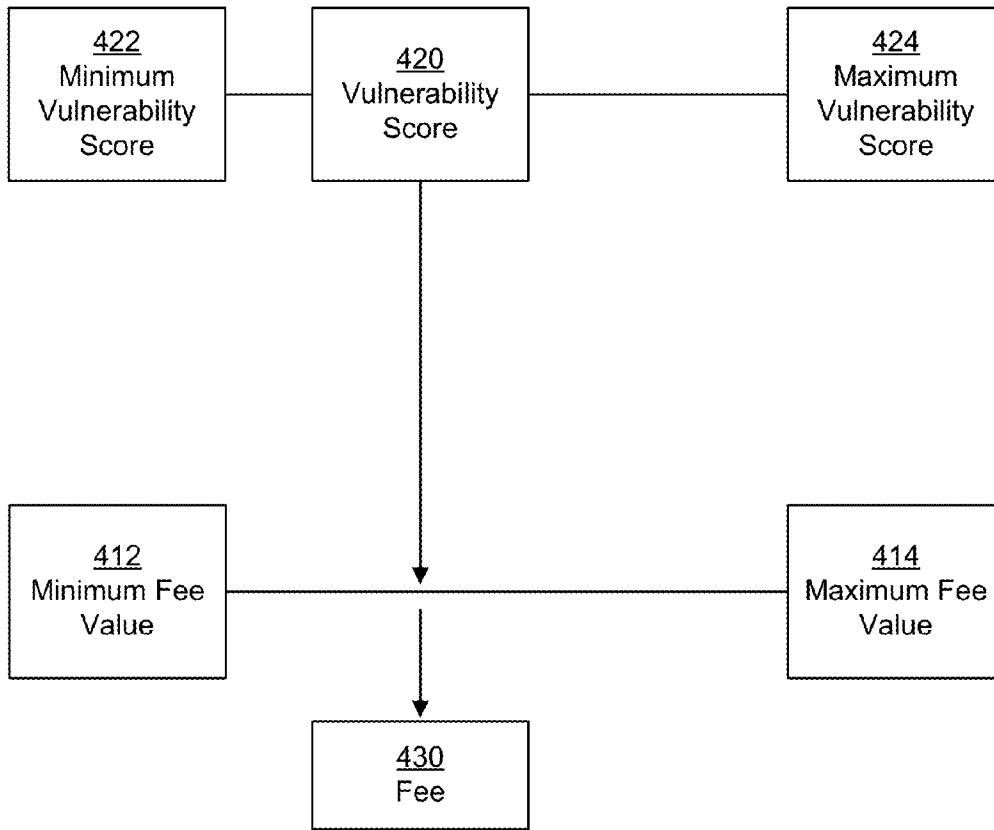 422
Minimum
Vulnerability
Score
420
Vulnerability
Score
424
Maximum
Vulnerability
Score
412
Minimum Fee
Value
414
Maximum Fee
Value
430
Fee